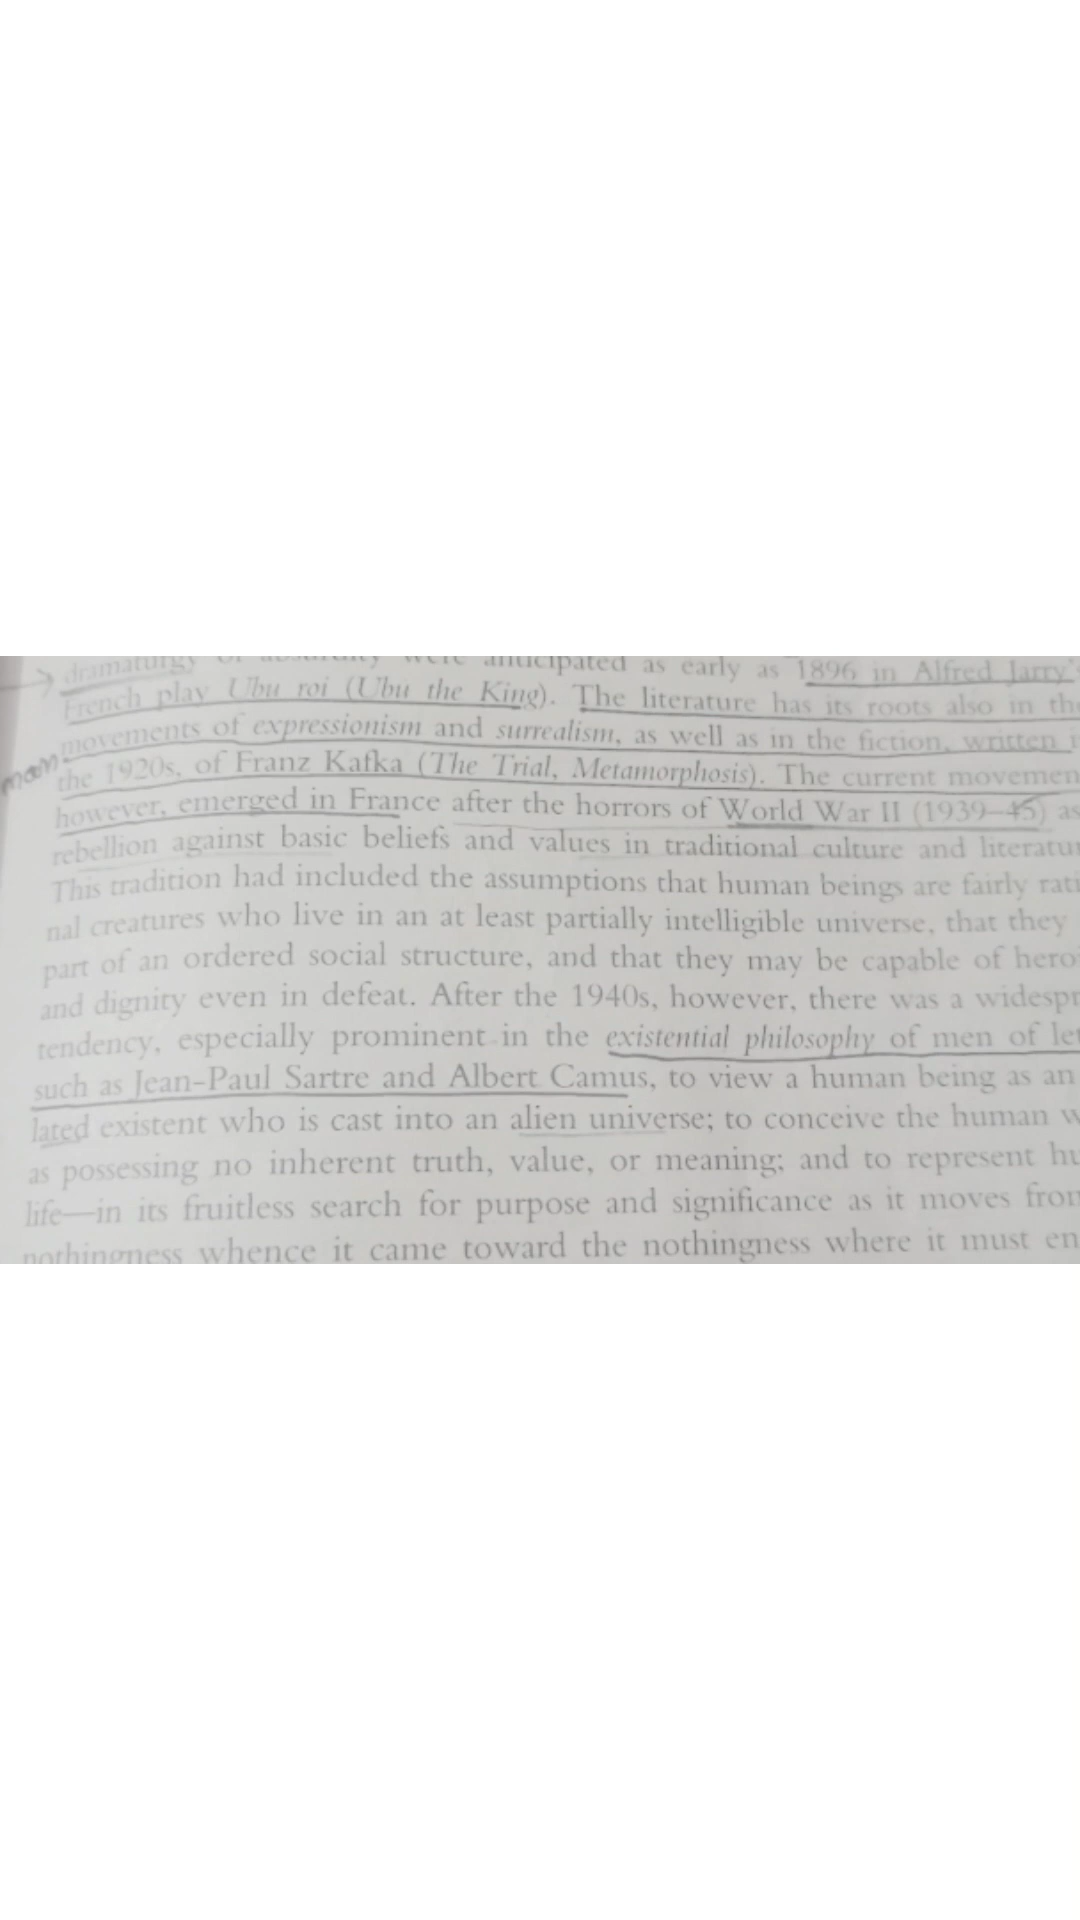 dramaturgy of absurdity were anticipated as early as 1896 in Alfred Jarry's
French play Ubu roi (Ubu the King). The literature has its roots also in the
movements of expressionism and surrealism, as well as in the fiction, written i
the 1920s, of Franz Kafka (The Trial, Metamorphosis). The current movemen
however, emerged in France after the horrors of World War II (1939–45) as
rebellion against basic beliefs and values in traditional culture and literatur
This tradition had included the assumptions that human beings are fairly rati
nal creatures who live in an at least partially intelligible universe, that they
part of an ordered social structure, and that they may be capable of hero
and dignity even in defeat. After the 1940s, however, there was a widespr
tendency, especially prominent in the existential philosophy of men of let
such as Jean-Paul Sartre and Albert Camus, to view a human being as an
lated existent who is cast into an alien universe; to conceive the human w
as possessing no inherent truth, value, or meaning; and to represent hu
life—in its fruitless search for purpose and significance as it moves from
nothingness whence it came toward the nothingness where it must en